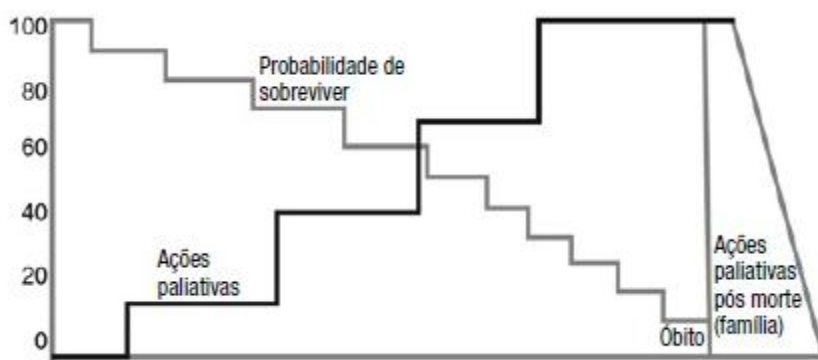 100
80
60
40
20
0
Probabilidade de
sobreviver
Ações
paliativas
Óbito
Ações
paliativas
pós morte
(família)